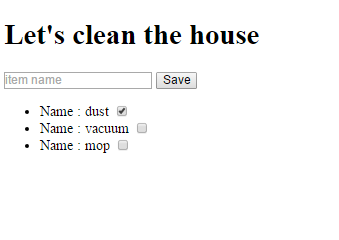 Let's clean the house
item name Save
Name : dust
Name : vacuum
Name : mop